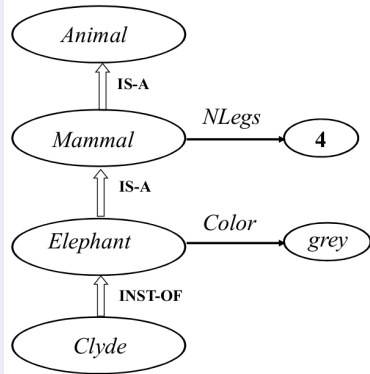 Animal
IS-A
NLegs
Mammal
4
IS-A
Color
Elephant
grey
INST-OF
Clyde